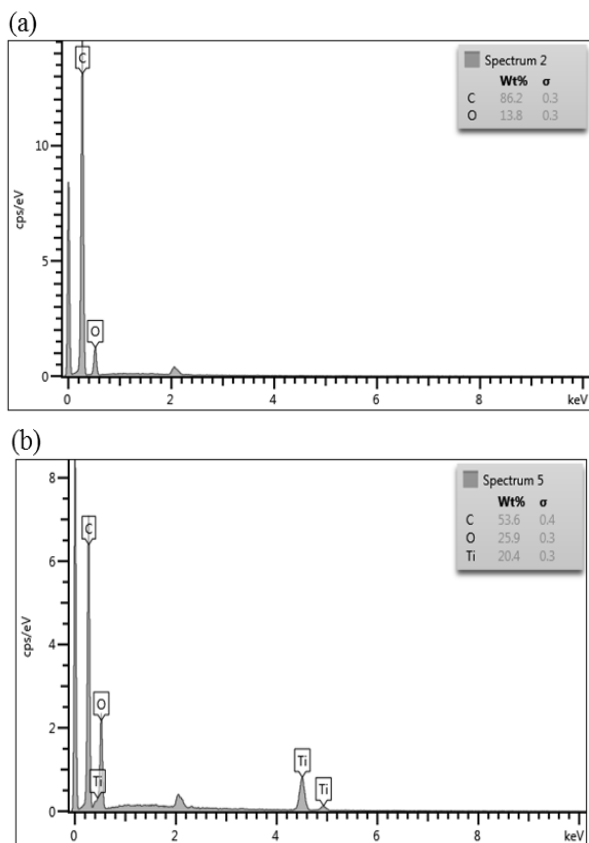 (a)
C
O
10
5
0
cps/eV
0 2 4 6 8 keV
Spectrum 2
Wt% σ
C 86.2 0.3
O 13.8 0.3
(b)
C
O
Ti
Ti
Ti
8
6
4
2
0
cps/eV
0 2 4 6 8 keV
Spectrum 5
Wt% σ
C 53.6 0.4
O 25.9 0.3
Ti 20.4 0.3